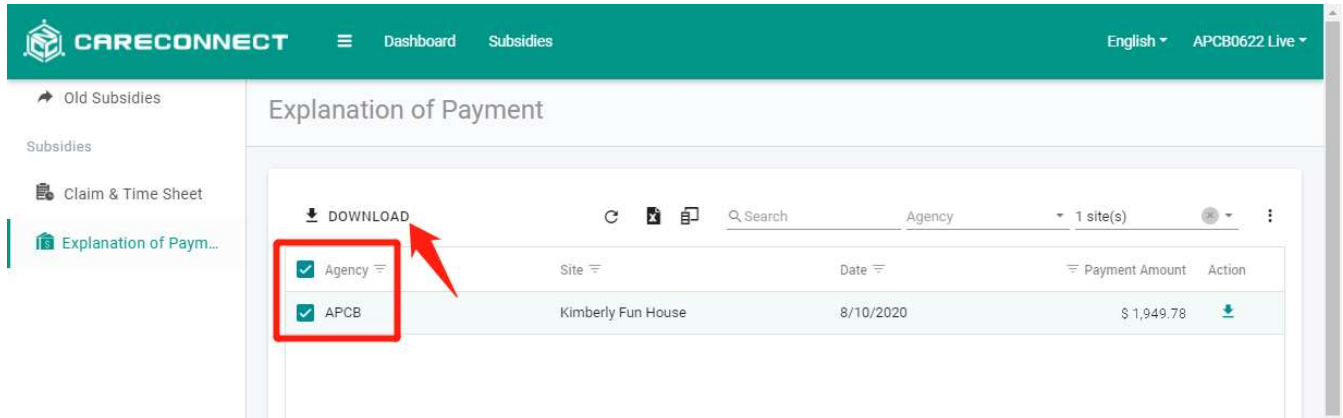 CARECONNECT Dashboard Subsidies English APCB0622 Live
Old Subsidies
Explanation of Payment
Subsidies
Claim & Time Sheet
Explanation of Paym...
DOWNLOAD Search Agency 1 site(s)
Agency Site Date Payment Amount Action
APCB Kimberly Fun House 8/10/2020 $ 1,949.78